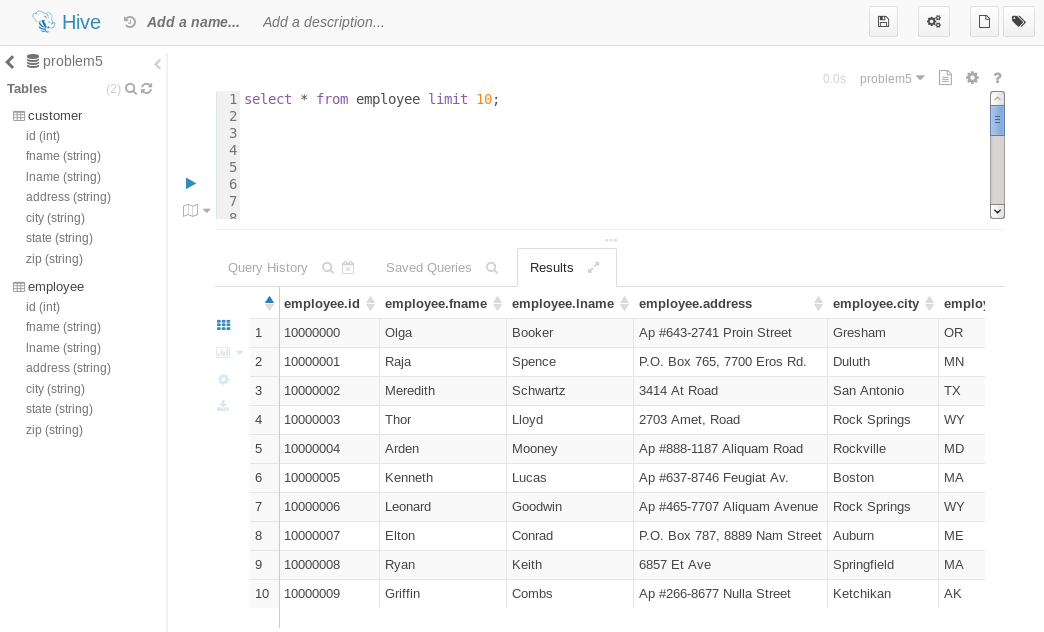 Hive Add a name... Add a description...
problem5
Tables (2)
customer
id (int)
fname (string)
lname (string)
address (string)
city (string)
state (string)
zip (string)
employee
id (int)
fname (string)
lname (string)
address (string)
city (string)
state (string)
zip (string)
0.0s problem5 ?
1 select * from employee limit 10;
2
3
4
5
6
7
8
Query History Saved Queries Results
employee.id employee.fname employee.lname employee.address employee.city employ
1 10000000 Olga Booker Ap #643-2741 Proin Street Gresham OR
2 10000001 Raja Spence P.O. Box 765, 7700 Eros Rd. Duluth MN
3 10000002 Meredith Schwartz 3414 At Road San Antonio TX
4 10000003 Thor Lloyd 2703 Amet, Road Rock Springs WY
5 10000004 Arden Mooney Ap #888-1187 Aliquam Road Rockville MD
6 10000005 Kenneth Lucas Ap #637-8746 Feugiat Av. Boston MA
7 10000006 Leonard Goodwin Ap #465-7707 Aliquam Avenue Rock Springs WY
8 10000007 Elton Conrad P.O. Box 787, 8889 Nam Street Auburn ME
9 10000008 Ryan Keith 6857 Et Ave Springfield MA
10 10000009 Griffin Combs Ap #266-8677 Nulla Street Ketchikan AK